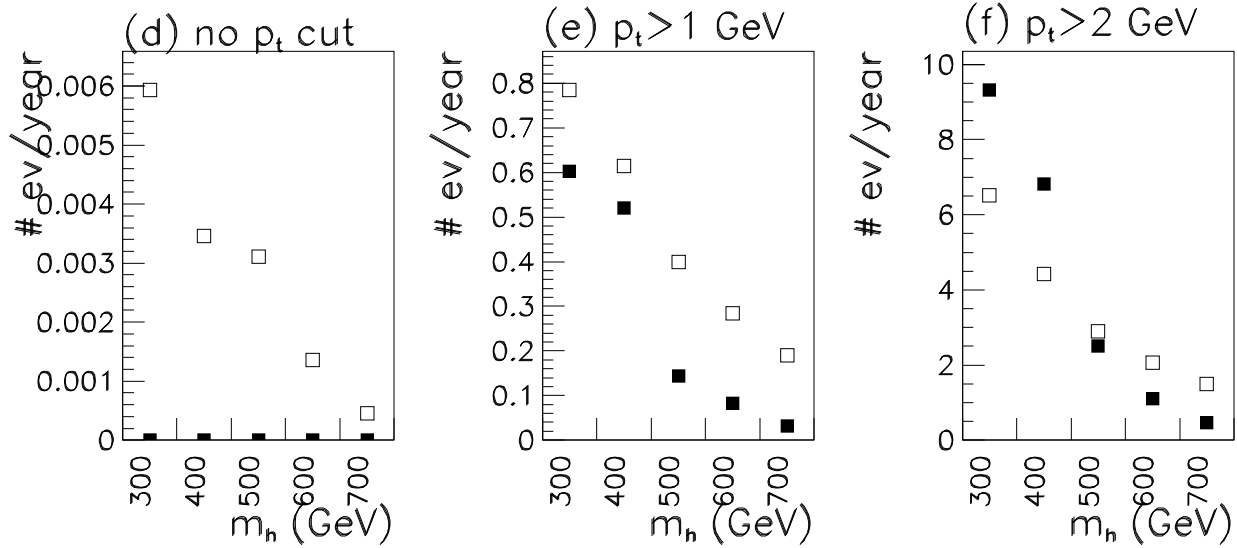 (d) no pt cut
# ev/year
0.006
0.005
0.004
0.003
0.002
0.001
0
300 400 500 600 700
mh (GeV)
(e) pt>1 GeV
# ev/year
0.8
0.7
0.6
0.5
0.4
0.3
0.2
0.1
0
300 400 500 600 700
mh (GeV)
(f) pt>2 GeV
# ev/year
10
8
6
4
2
0
300 400 500 600 700
mh (GeV)